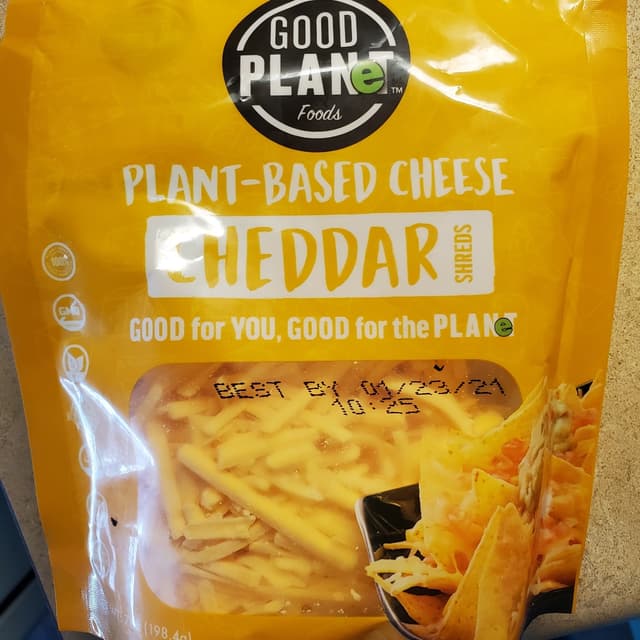 GOOD
PLANeT
TM
Foods
PLANT-BASED CHEESE
CHEDDAR
SHREDS
GOOD for YOU, GOOD for the PLANeT
BEST BY 01/23/21
10:25
(198.4g)